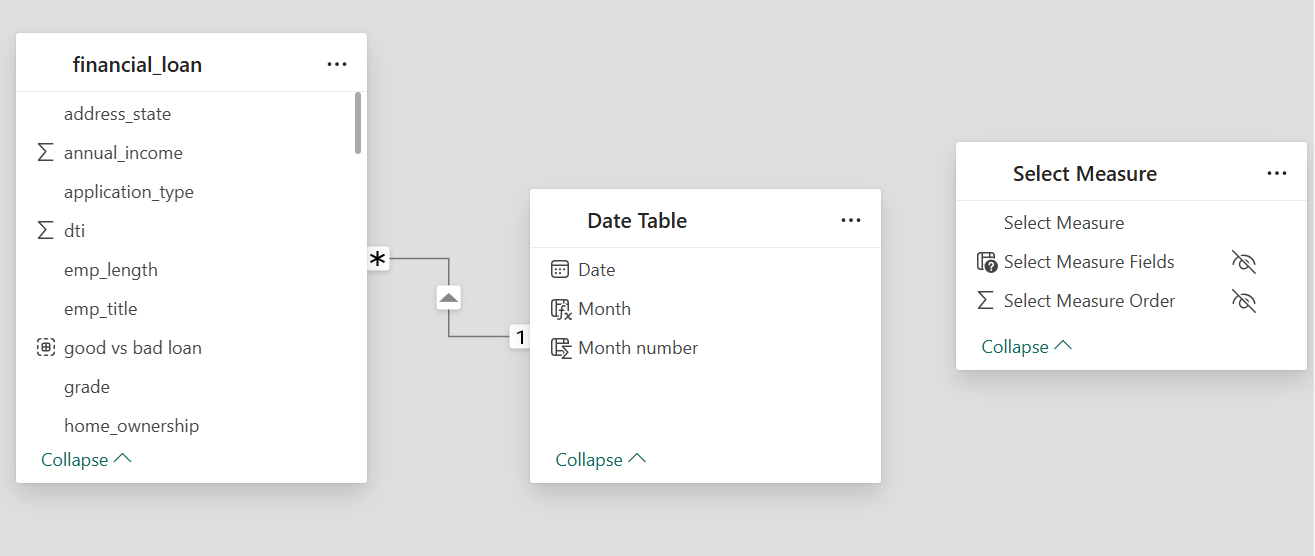 financial_loan
address_state
annual_income
application_type
dti
emp_length
emp_title
good vs bad loan
grade
home_ownership
Collapse
*
1
Date Table
Date
Month
Month number
Collapse
Select Measure
Select Measure
Select Measure Fields
Select Measure Order
Collapse